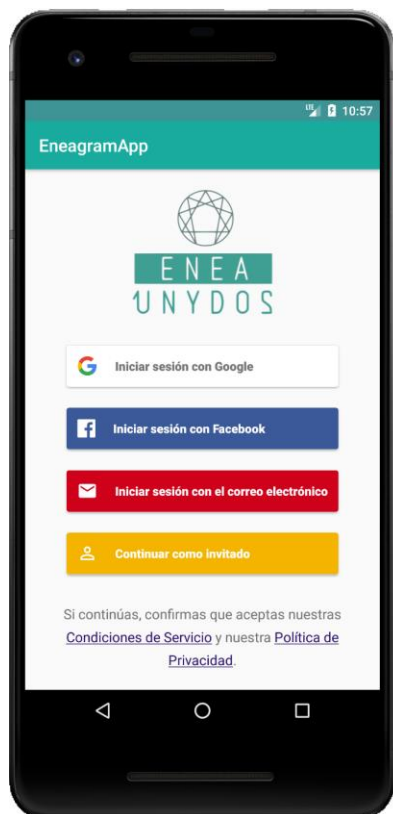 10:57
EneagramApp
ENEA
UNYDOS
Iniciar sesión con Google
Iniciar sesión con Facebook
Iniciar sesión con el correo electrónico
Continuar como invitado
Si continúas, confirmas que aceptas nuestras
Condiciones de Servicio y nuestra Política de
Privacidad.